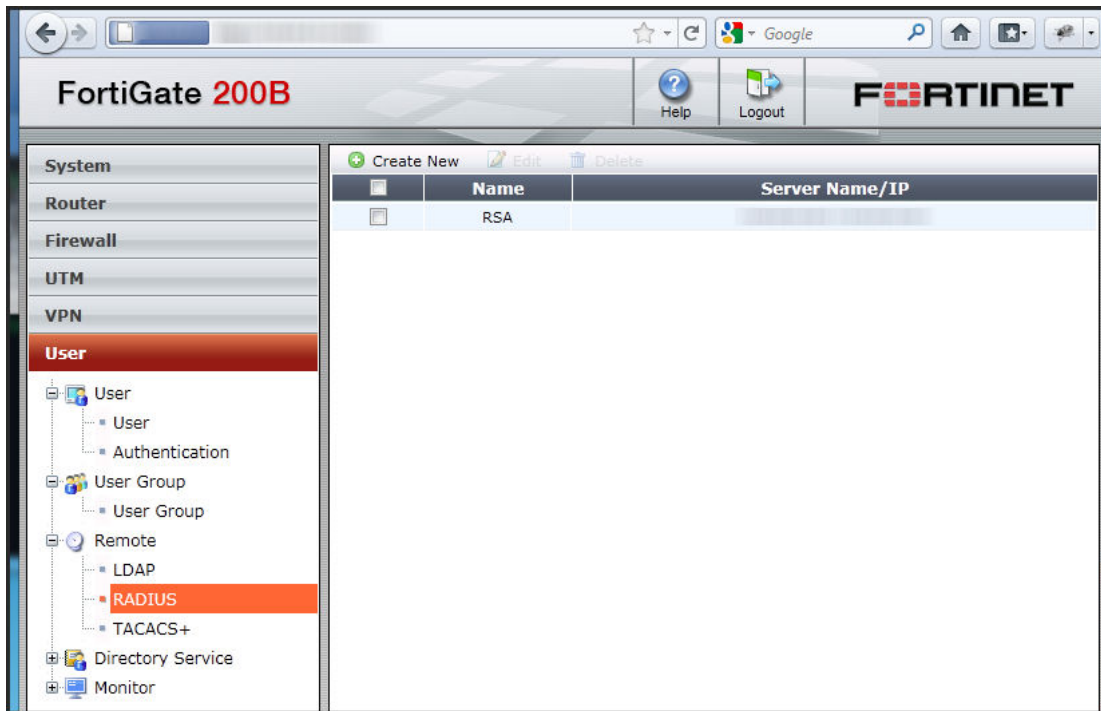 Google
FortiGate 200B
Help
Logout
FORTINET
System
Router
Firewall
UTM
VPN
User
User
User
Authentication
User Group
User Group
Remote
LDAP
RADIUS
TACACS+
Directory Service
Monitor
Create New Edit Delete
Name Server Name/IP
RSA